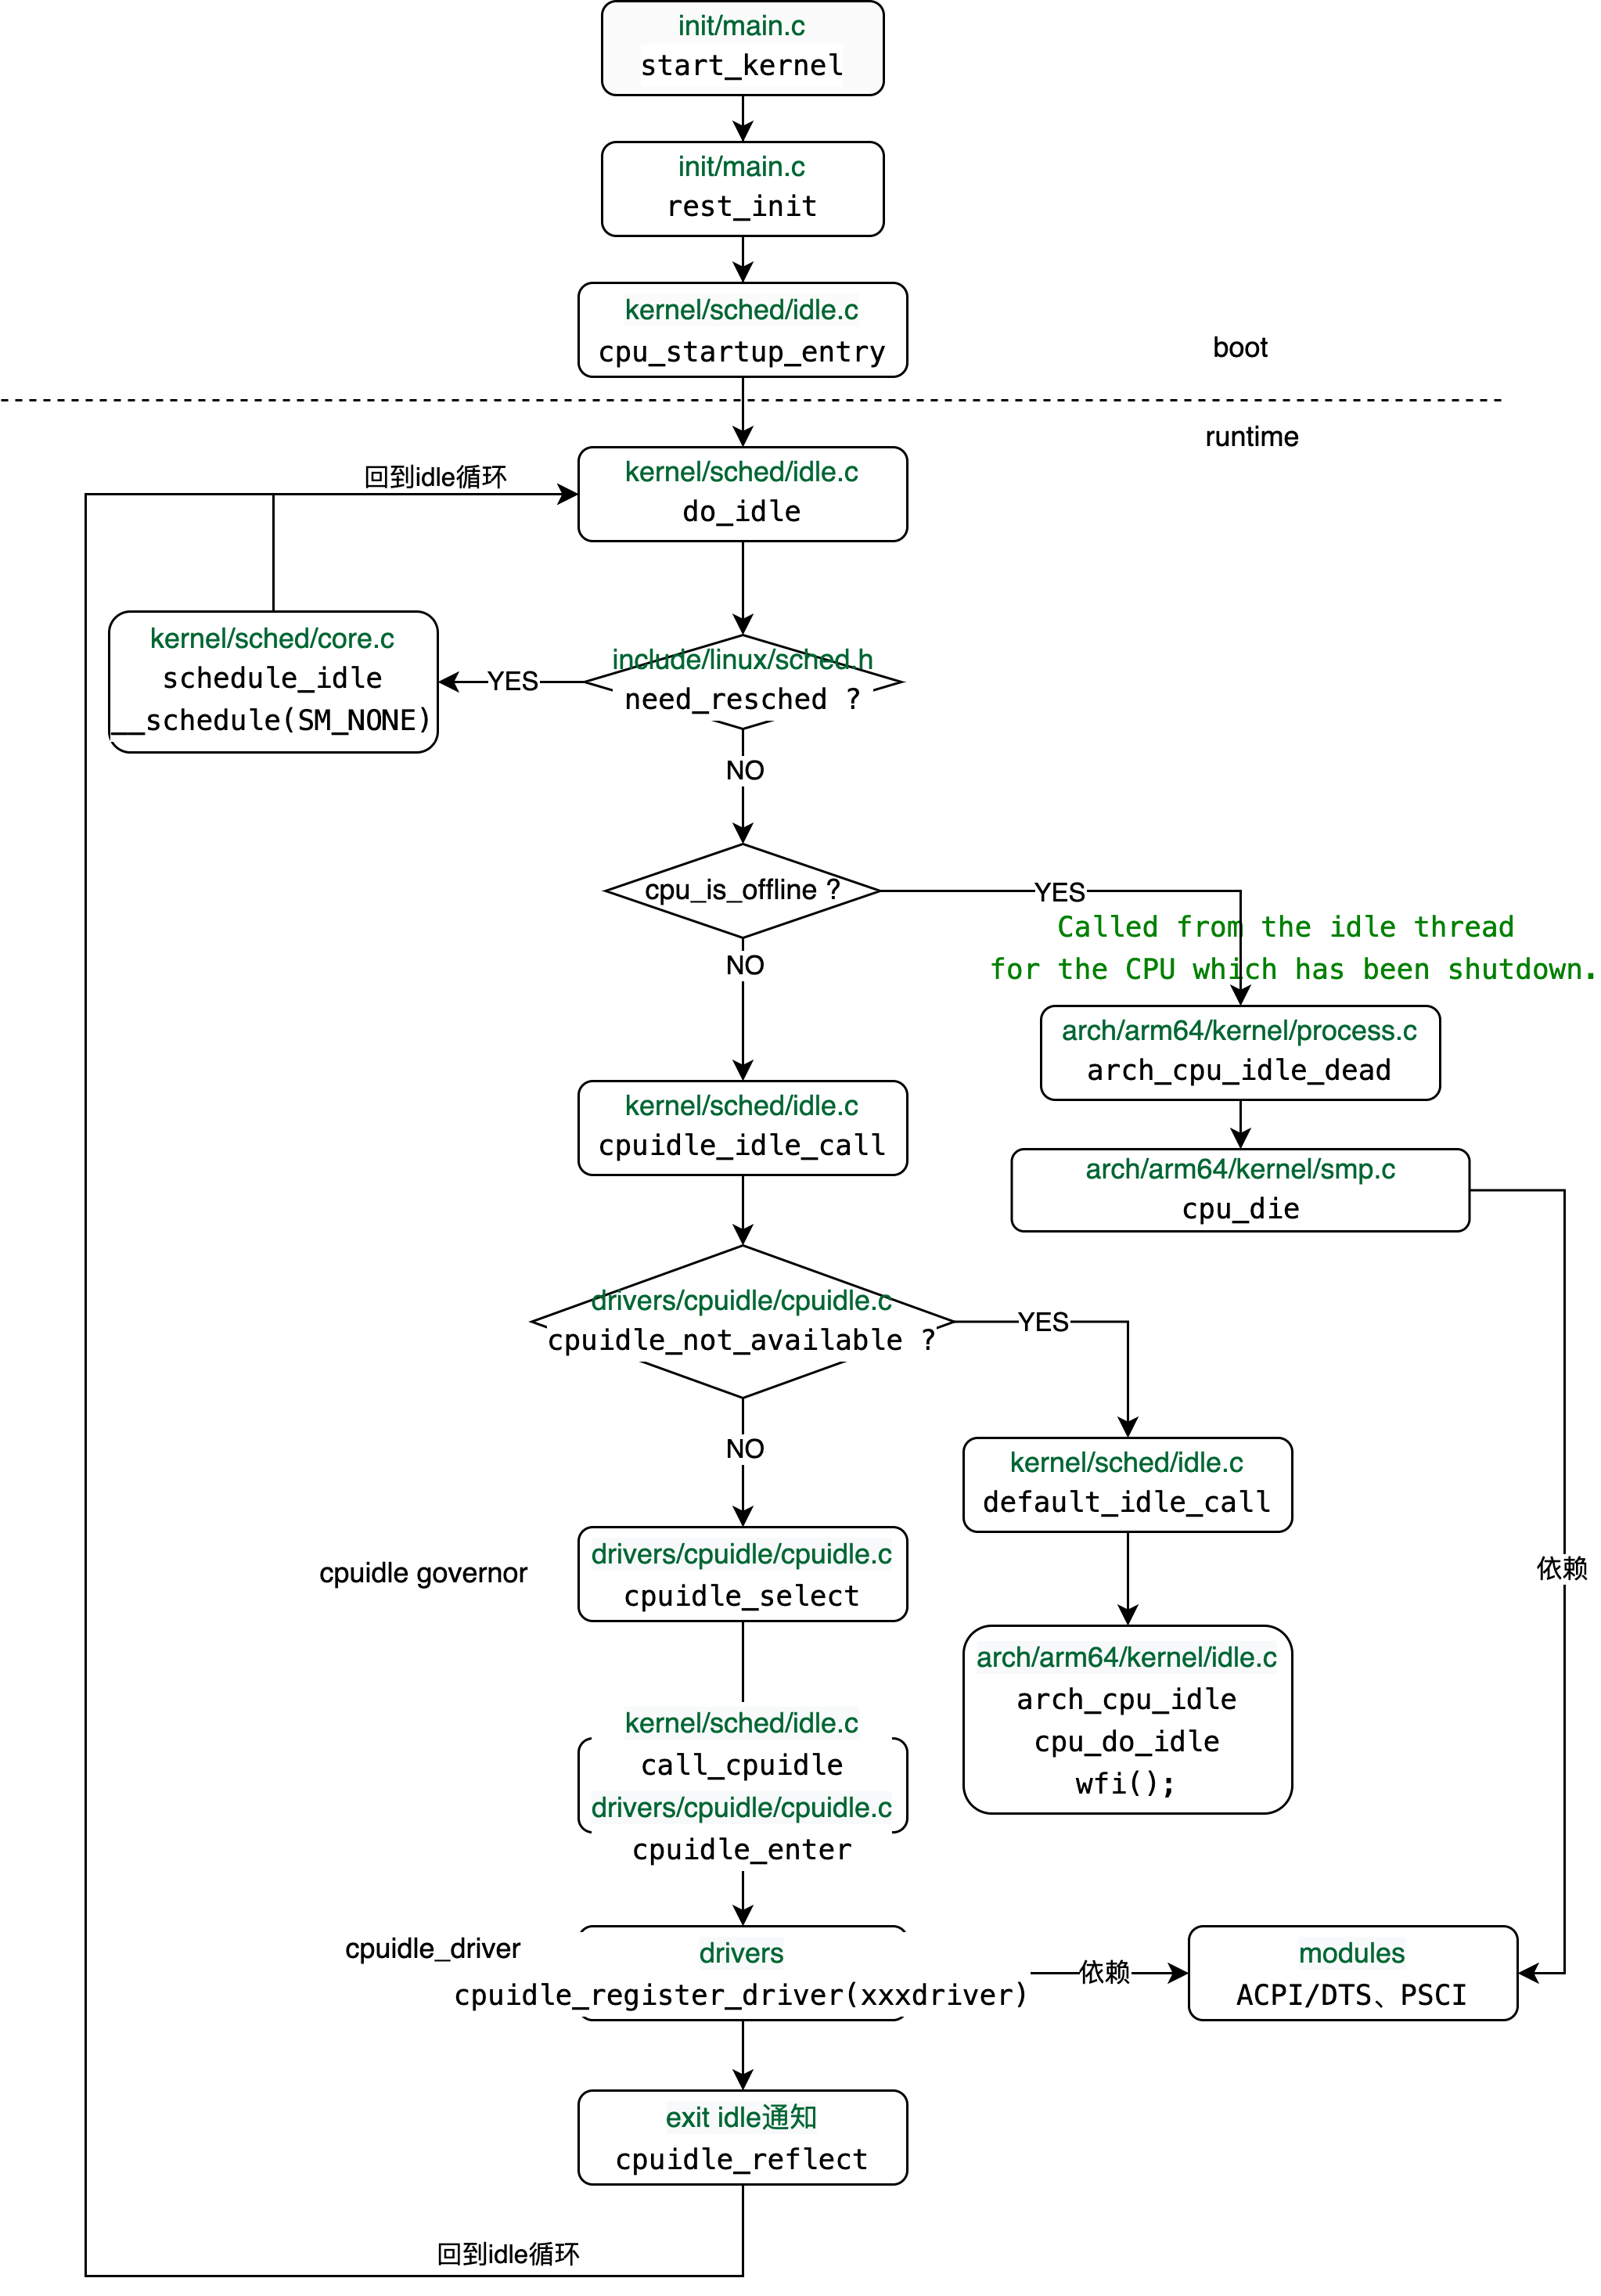 init/main.c
start_kernel
init/main.c
rest_init
kernel/sched/idle.c
cpu_startup_entry
boot
runtime
回到idle循环
kernel/sched/idle.c
do_idle
kernel/sched/core.c
schedule_idle
__schedule(SM_NONE)
YES
include/linux/sched.h
need_resched ?
NO
cpu_is_offline ?
YES
Called from the idle thread
for the CPU which has been shutdown.
NO
arch/arm64/kernel/process.c
arch_cpu_idle_dead
kernel/sched/idle.c
cpuidle_idle_call
arch/arm64/kernel/smp.c
cpu_die
drivers/cpuidle/cpuidle.c
cpuidle_not_available ?
YES
NO
kernel/sched/idle.c
default_idle_call
cpuidle governor
drivers/cpuidle/cpuidle.c
cpuidle_select
依赖
arch/arm64/kernel/idle.c
arch_cpu_idle
cpu_do_idle
wfi();
kernel/sched/idle.c
call_cpuidle
drivers/cpuidle/cpuidle.c
cpuidle_enter
cpuidle_driver
drivers
cpuidle_register_driver(xxxdriver)
依赖
modules
ACPI/DTS、PSCI
exit idle通知
cpuidle_reflect
回到idle循环